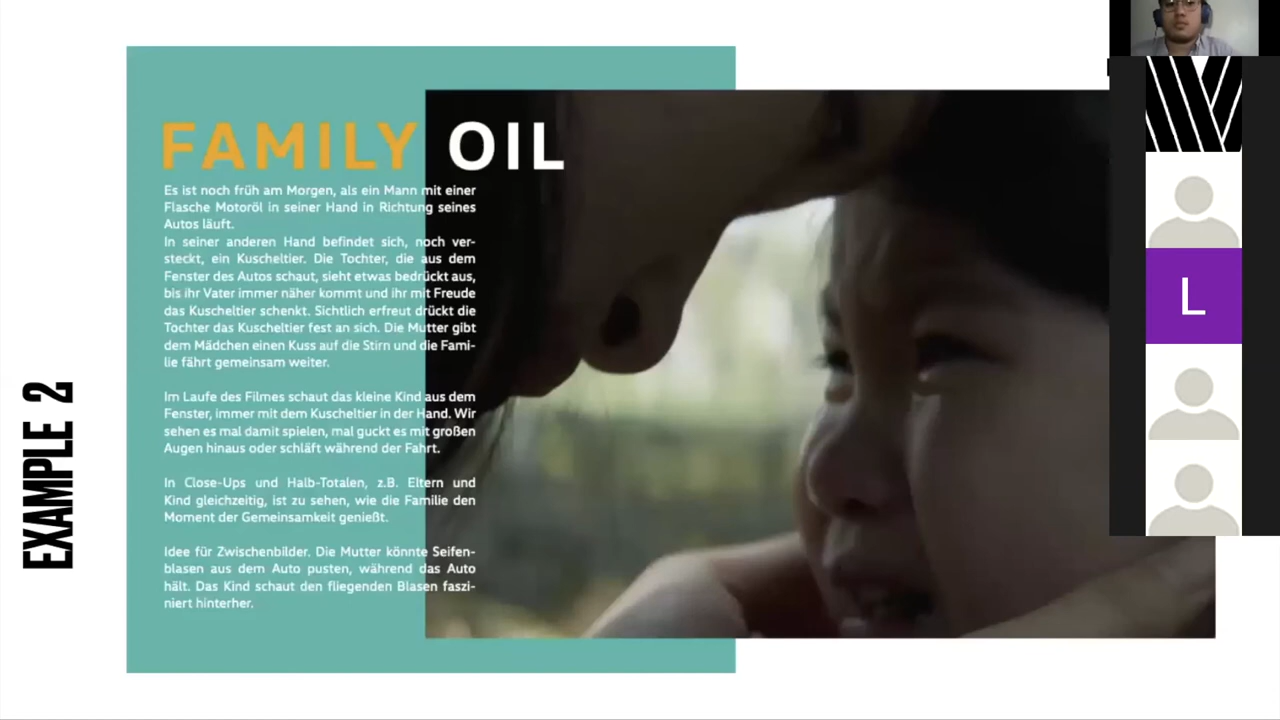 FAMILY OIL
Es ist noch früh am Morgen, als ein Mann mit einer
Flasche Motoröl in seiner Hand in Richtung seines
Autos läuft.
In seiner anderen Hand befindet sich, noch ver-
steckt, ein Kuscheltier. Die Tochter, die aus dem
Fenster des Autos schaut, sieht etwas bedrückt aus,
bis ihr Vater immer näher kommt und ihr mit Freude
das Kuscheltier schenkt. Sichtlich erfreut drückt die
Tochter das Kuscheltier fest an sich. Die Mutter gibt
dem Mädchen einen Kuss auf die Stirn und die Fami-
lie fährt gemeinsam weiter.
Im Laufe des Filmes schaut das kleine Kind aus dem
Fenster, immer mit dem Kuscheltier in der Hand. Wir
sehen es mal damit spielen, mal guckt es mit großen
Augen hinaus oder schläft während der Fahrt.
In Close-Ups und Halb-Totalen, z.B. Eltern und
Kind gleichzeitig, ist zu sehen, wie die Familie den
Moment der Gemeinsamkeit genießt.
Idee für Zwischenbilder. Die Mutter könnte Seifen-
blasen aus dem Auto pusten, während das Auto
hält. Das Kind schaut den fliegenden Blasen faszi-
niert hinterher.
EXAMPLE 2
L